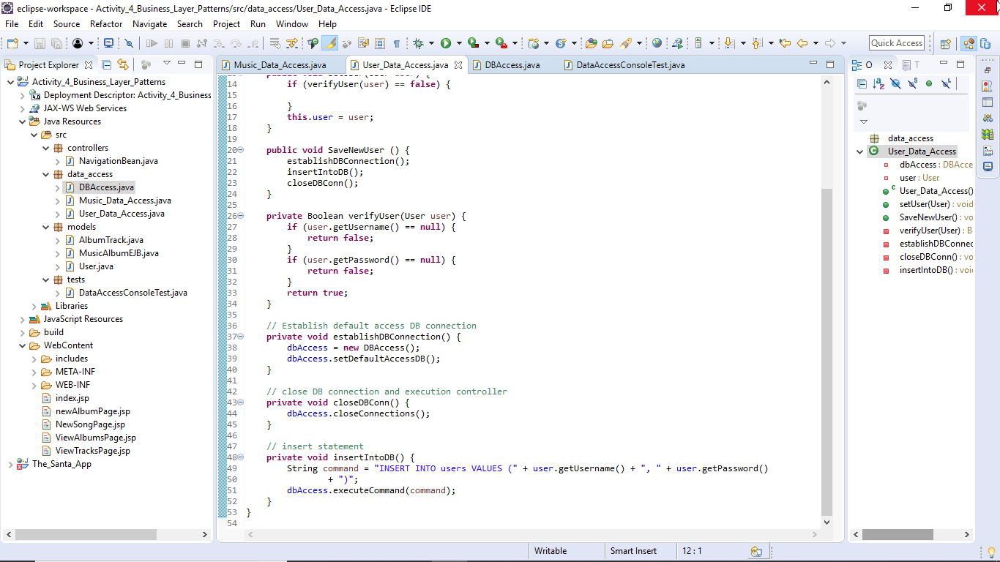 eclipse-workspace - Activity_4_Business_Layer_Patterns/src/data_access/User_Data_Access.java - Eclipse IDE
File Edit Source Refactor Navigate Search Project Run Window Help
Quick Access
Project Explorer
Activity_4_Business_Layer_Patterns
Deployment Descriptor: Activity_4_Business
JAX-WS Web Services
Java Resources
src
controllers
NavigationBean.java
data_access
DBAccess.java
Music_Data_Access.java
User_Data_Access.java
models
AlbumTrack.java
MusicAlbumEJB.java
User.java
tests
DataAccessConsoleTest.java
Libraries
JavaScript Resources
build
WebContent
includes
META-INF
WEB-INF
index.jsp
newAlbumPage.jsp
NewSongPage.jsp
ViewAlbumsPage.jsp
ViewTracksPage.jsp
The_Santa_App
Music_Data_Access.java User_Data_Access.java DBAccess.java DataAccessConsoleTest.java
14 if (verifyUser(user) == false) {
15
16 }
17 this.user = user;
18 }
19
20 public void SaveNewUser () {
21 establishDBConnection();
22 insertIntoDB();
23 closeDBConn();
24 }
25
26 private Boolean verifyUser(User user) {
27 if (user.getUsername() == null) {
28 return false;
29 }
30 if (user.getPassword() == null) {
31 return false;
32 }
33 return true;
34 }
35
36 // Establish default access DB connection
37 private void establishDBConnection() {
38 dbAccess = new DBAccess();
39 dbAccess.setDefaultAccessDB();
40 }
41
42 // close DB connection and execution controller
43 private void closeDBConn() {
44 dbAccess.closeConnections();
45 }
46
47 // insert statement
48 private void insertIntoDB() {
49 String command = "INSERT INTO users VALUES (" + user.getUsername() + ", " + user.getPassword()
50 + ")";
51 dbAccess.executeCommand(command);
52 }
53 }
54
O T
data_access
User_Data_Access
dbAccess : DBAcce
user : User
User_Data_Access()
setUser(User) : void
SaveNewUser() : vo
verifyUser(User) : B
establishDBConnec
closeDBConn() : vo
insertIntoDB() : voi
Writable Smart Insert 12 : 1